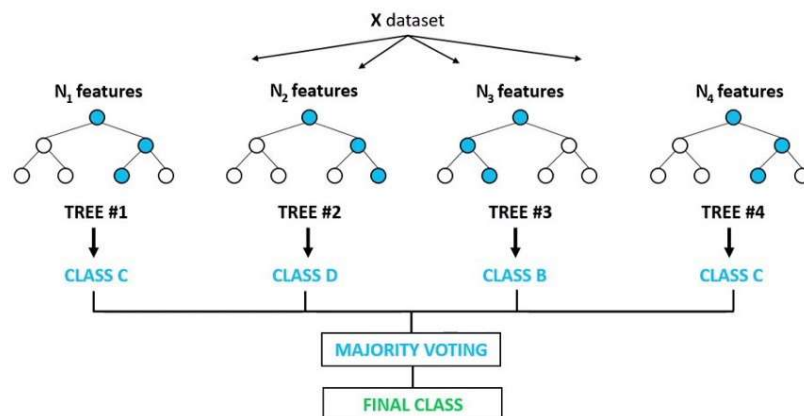 X dataset
N₁ features N₂ features N₃ features N₄ features
TREE #1 TREE #2 TREE #3 TREE #4
CLASS C CLASS D CLASS B CLASS C
MAJORITY VOTING
FINAL CLASS